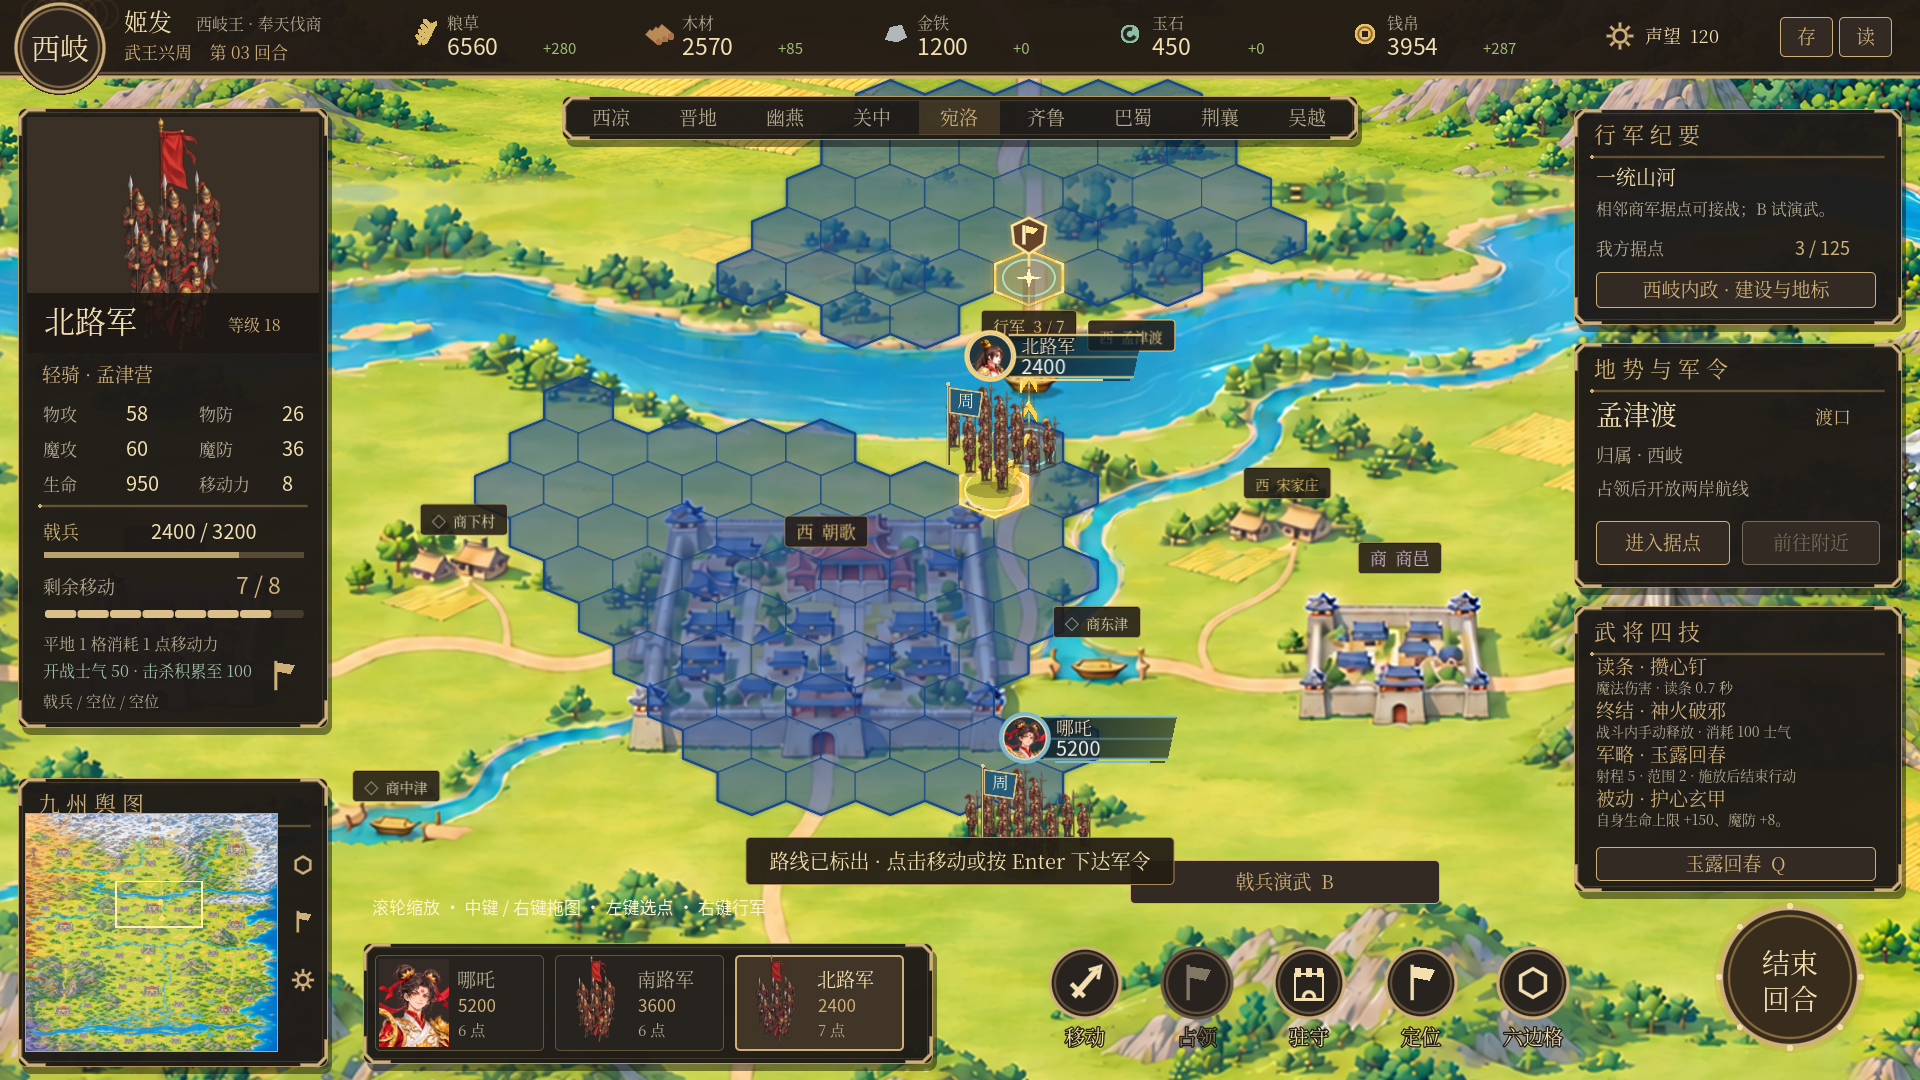 西岐
姬发 西岐王 · 奉天伐商
武王兴周 第 03 回合
粮草
6560 +280
木材
2570 +85
金铁
1200 +0
玉石
450 +0
钱帛
3954 +287
声望 120
存 读
西凉 晋地 幽燕 关中 宛洛 齐鲁 巴蜀 荆襄 吴越
北路军 等级 18
轻骑 · 孟津营
物攻 58 物防 26
魔攻 60 魔防 36
生命 950 移动力 8
戟兵 2400 / 3200
剩余移动 7 / 8
平地 1 格消耗 1 点移动力
开战士气 50 · 击杀积累至 100
戟兵 / 空位 / 空位
九州舆图
行军 3 / 7
西 孟津渡
北路军
2400
周
西 朝歌
◇ 商下村
西 宋家庄
商 商邑
◇ 商东津
哪吒
5200
周
◇ 商中津
路线已标出 · 点击移动或按 Enter 下达军令
戟兵演武 B
滚轮缩放 · 中键 / 右键拖图 · 左键选点 · 右键行军
哪吒
5200
6 点
南路军
3600
6 点
北路军
2400
7 点
移动 占领 驻守 定位 六边格
行军纪要
一统山河
相邻商军据点可接战；B 试演武。
我方据点 3 / 125
西岐内政 · 建设与地标
地势与军令
孟津渡 渡口
归属 · 西岐
占领后开放两岸航线
进入据点 前往附近
武将四技
读条 · 攒心钉
魔法伤害 · 读条 0.7 秒
终结 · 神火破邪
战斗内手动释放 · 消耗 100 士气
军略 · 玉露回春
射程 5 · 范围 2 · 施放后结束行动
被动 · 护心玄甲
自身生命上限 +150、魔防 +8。
玉露回春 Q
结束
回合